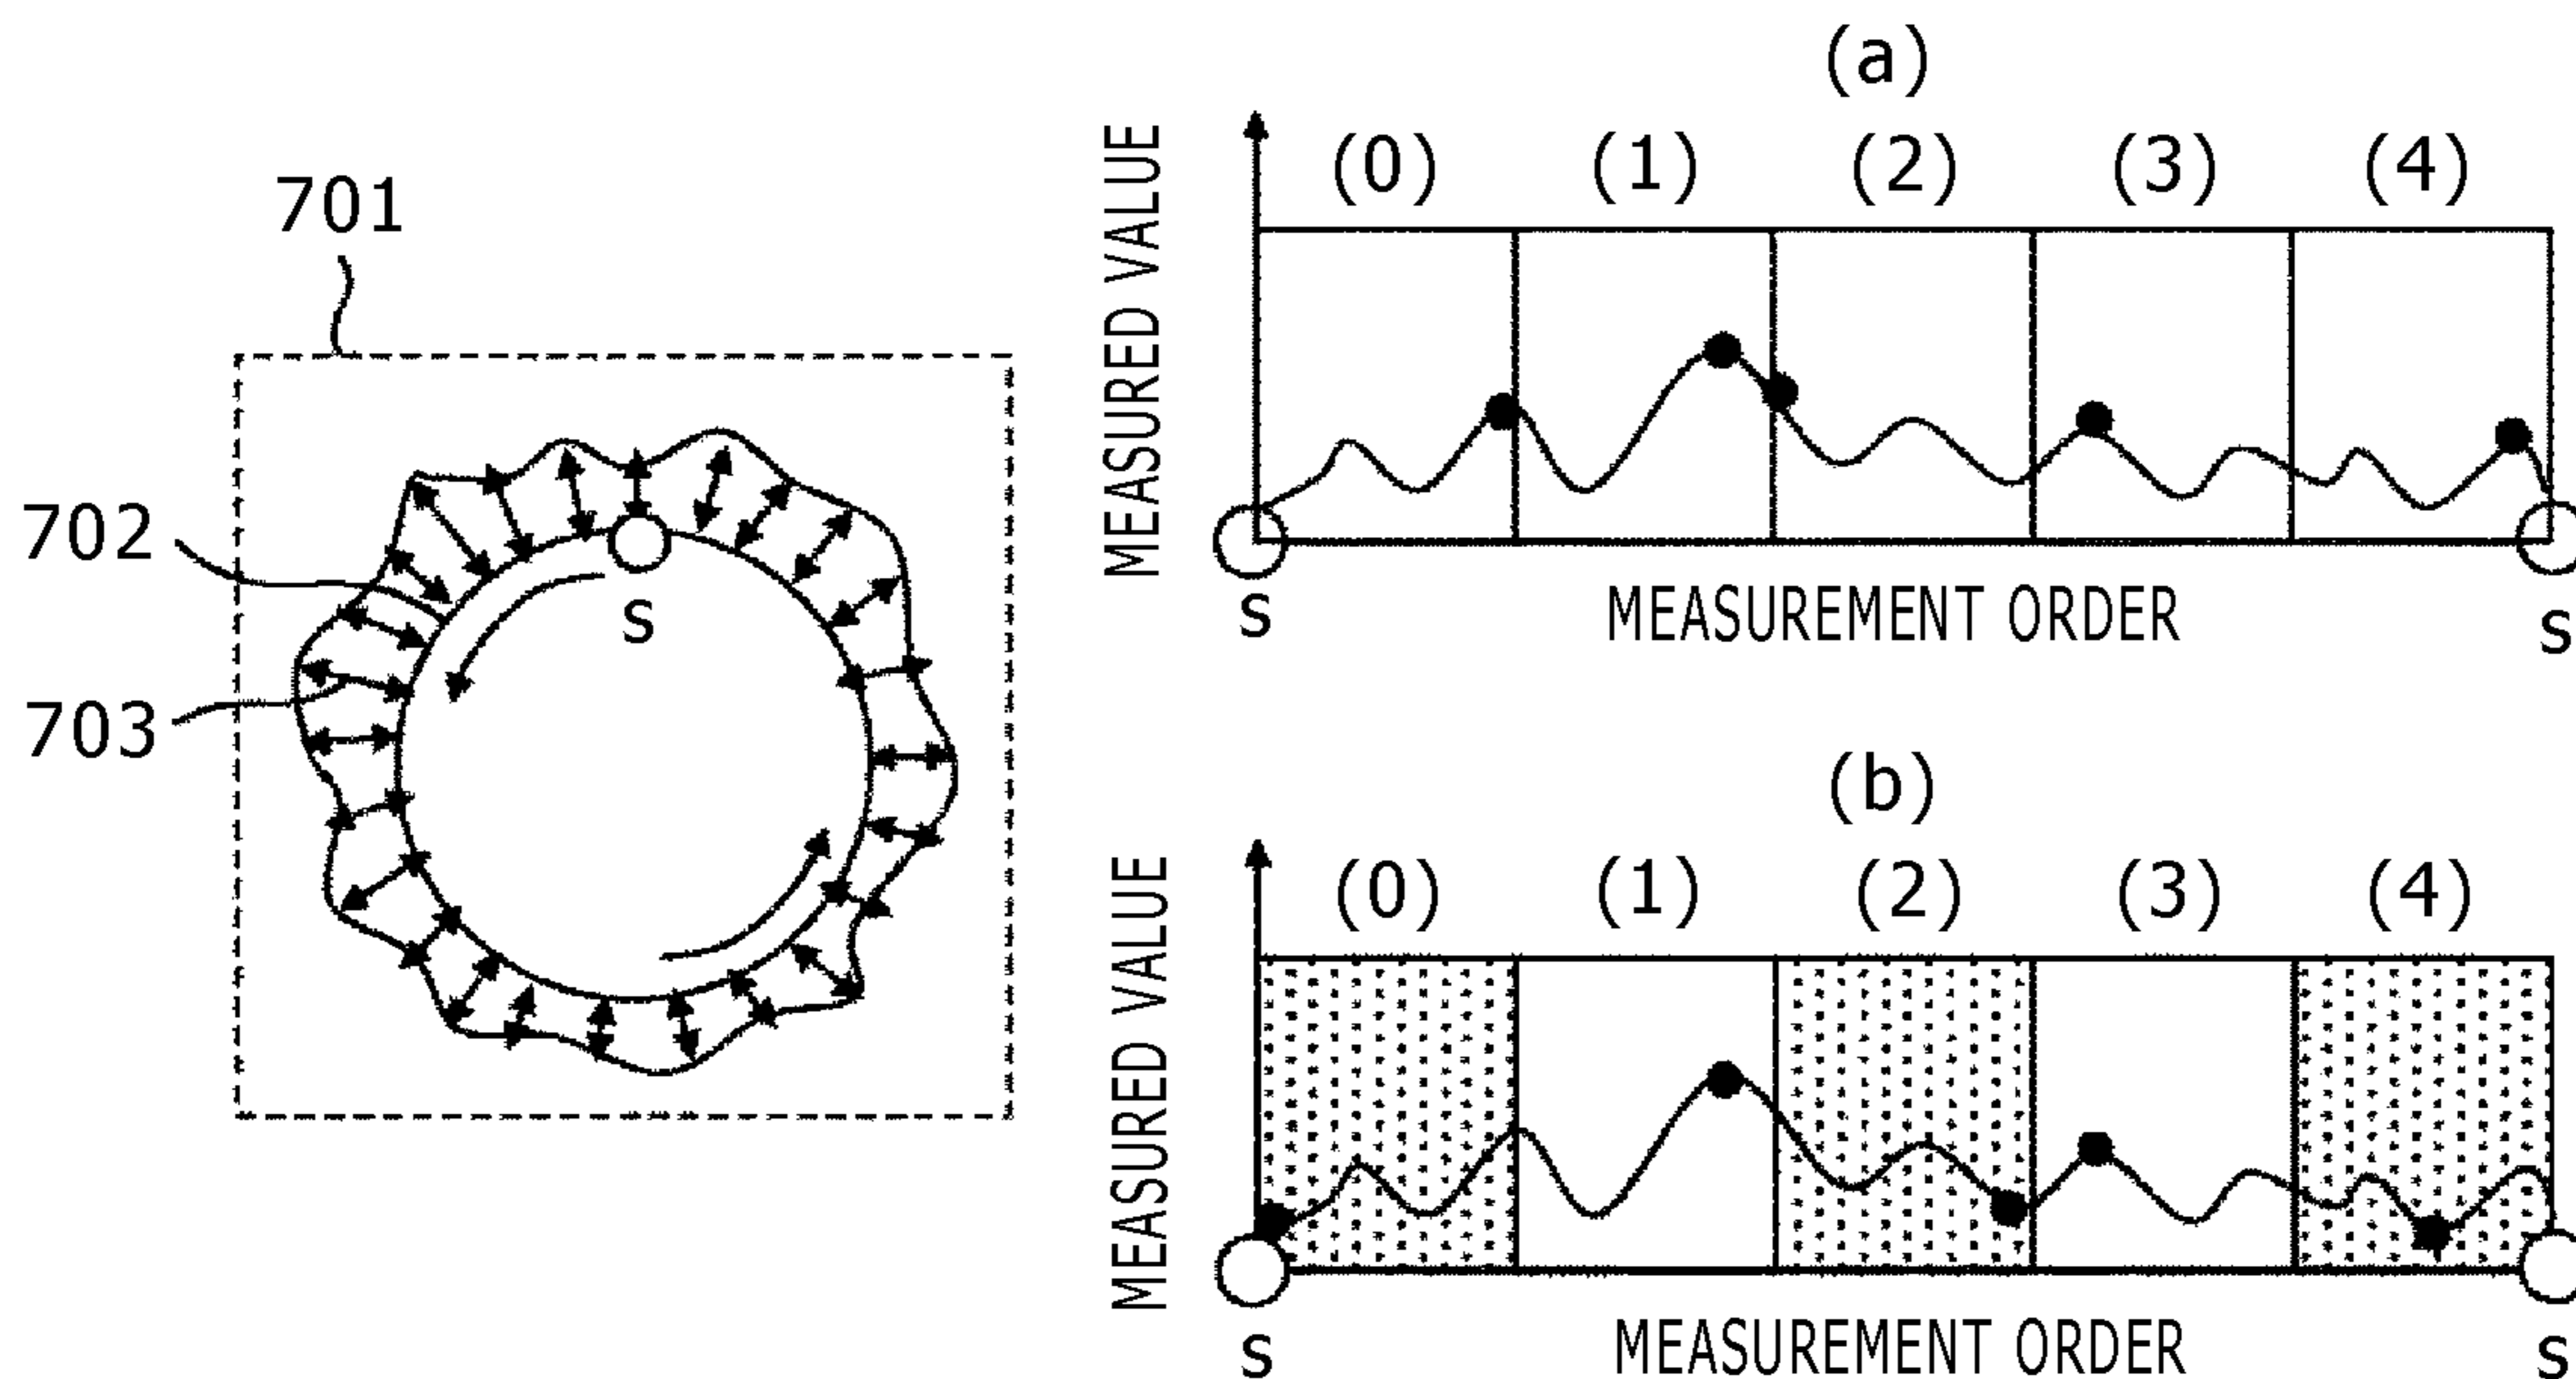 701
702
703
S
(a)
MEASURED VALUE
(0) (1) (2) (3) (4)
S
MEASUREMENT ORDER
S
(b)
MEASURED VALUE
(0) (1) (2) (3) (4)
S
MEASUREMENT ORDER
S